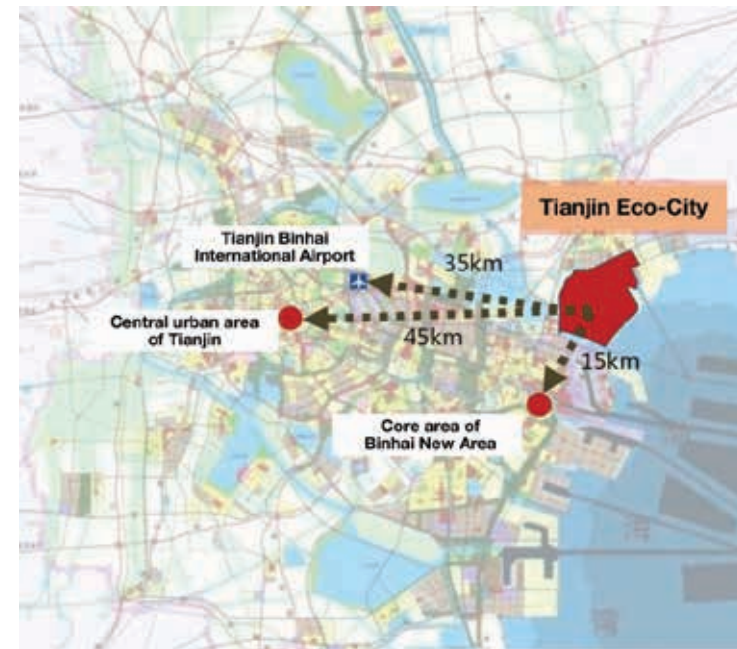 Tianjin Eco-City
Tianjin Binhai
International Airport
35km
Central urban area
of Tianjin
45km
15km
Core area of
Binhai New Area